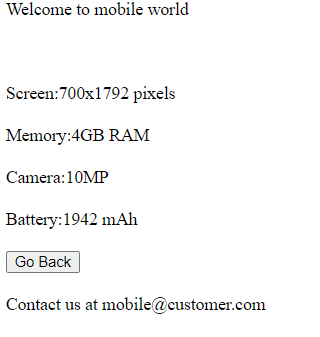 Welcome to mobile world
Screen:700x1792 pixels
Memory:4GB RAM
Camera:10MP
Battery:1942 mAh
Go Back
Contact us at mobile@customer.com